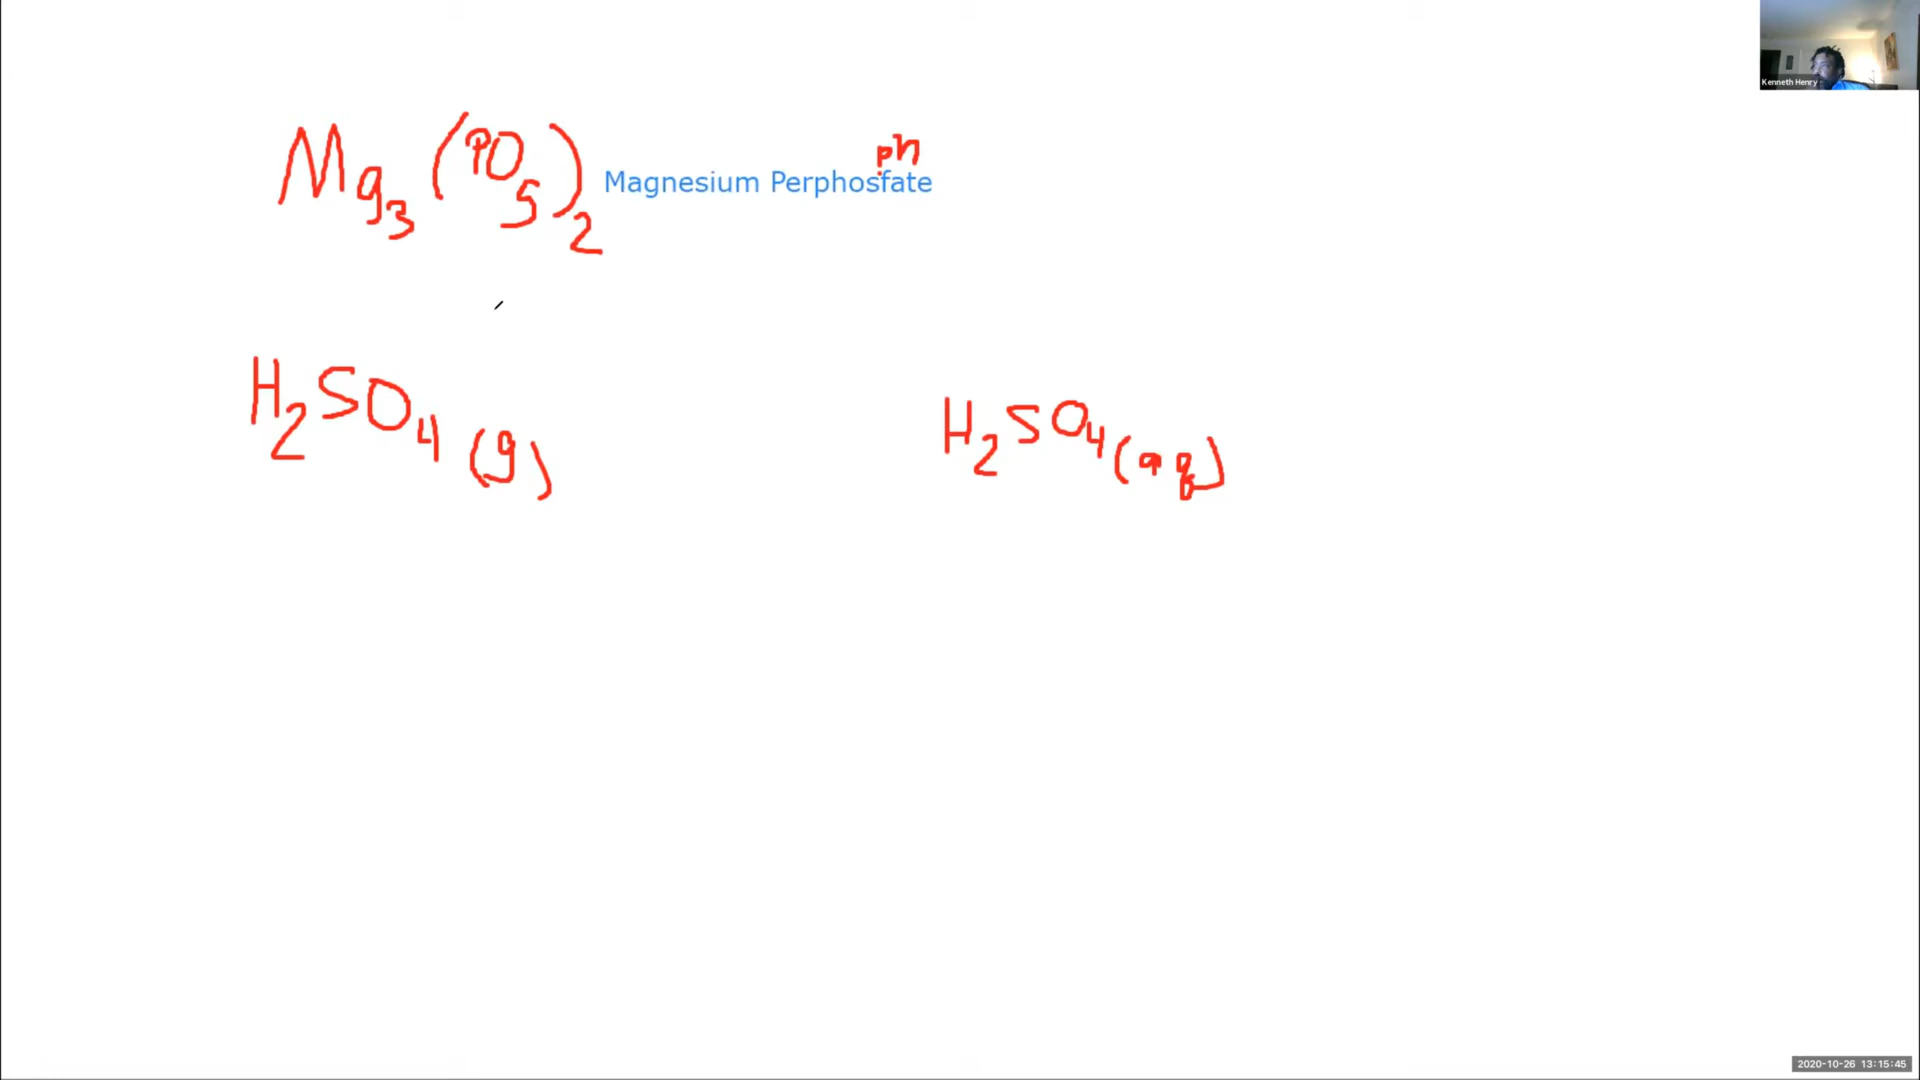 Kenneth Henry
ph
Mg3(PO5)2 Magnesium Perphosfate
H2SO4(g) H2SO4(aq)
2020-10-26 13:15:45